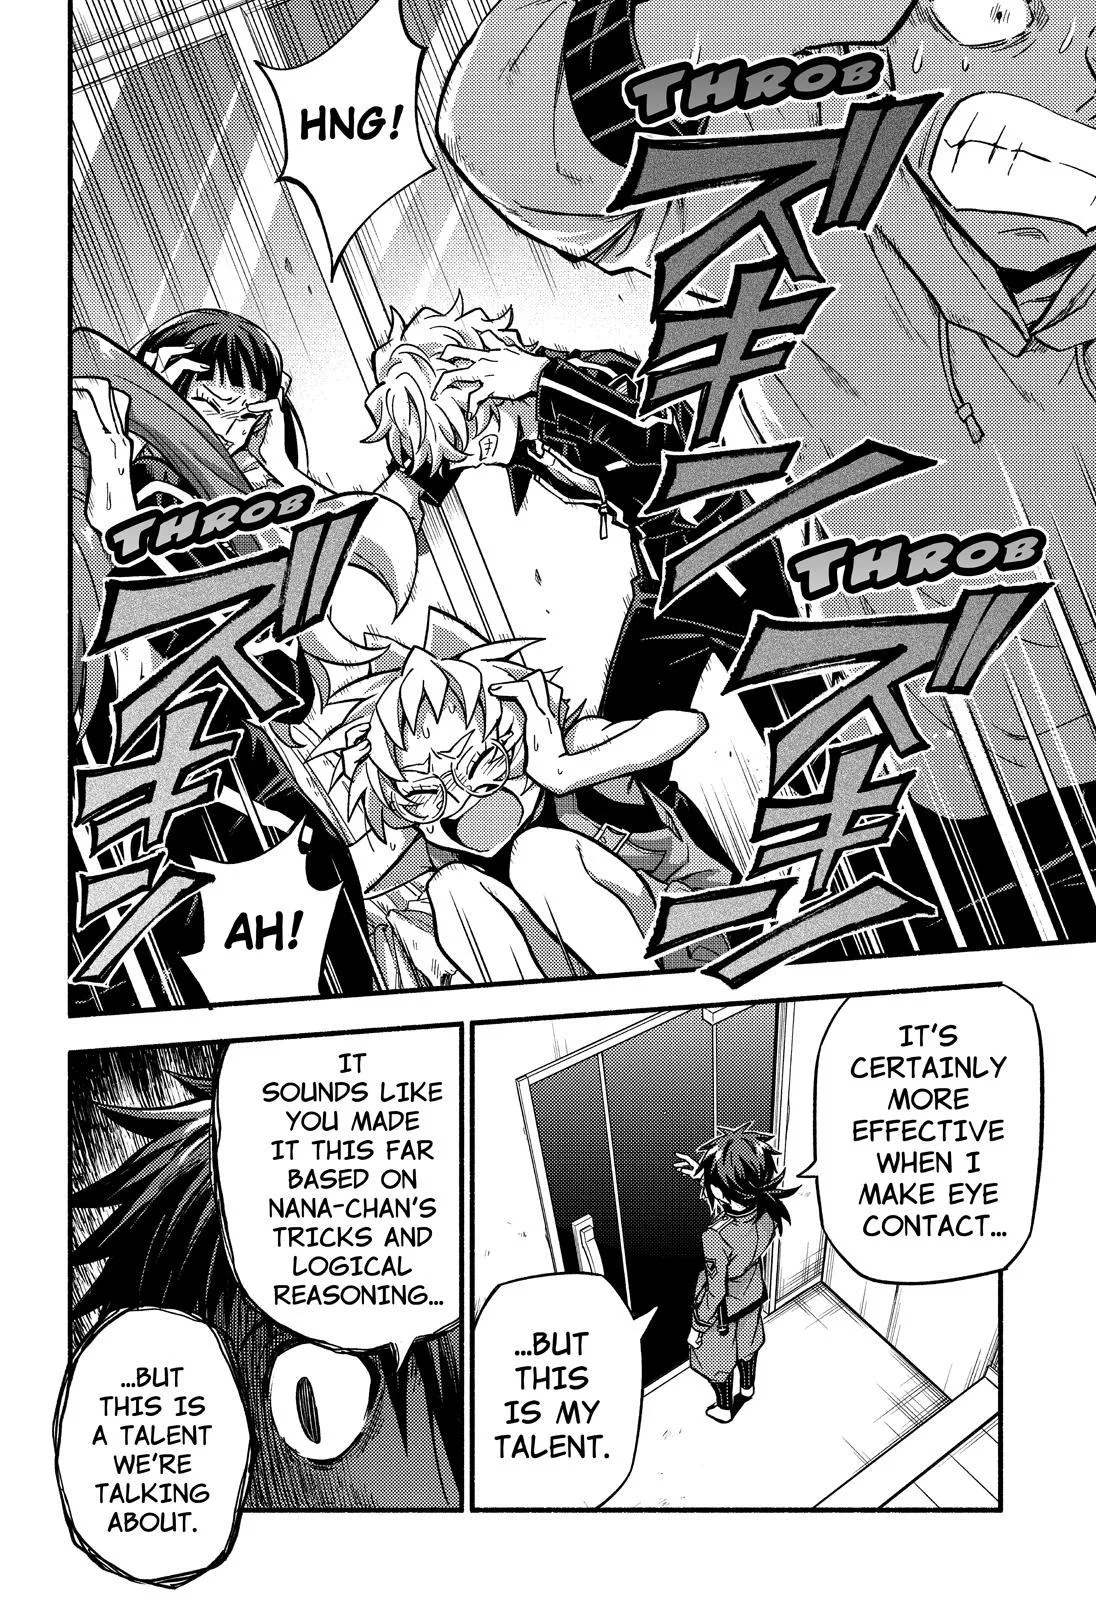 THROB
ズキン
HNG!
THROB
ズキン
THROB
ズキン
AH!
IT'S
CERTAINLY
MORE
EFFECTIVE
WHEN I
MAKE EYE
CONTACT...
...BUT
THIS
IS MY
TALENT.
IT
SOUNDS LIKE
YOU MADE
IT THIS FAR
BASED ON
NANA-CHAN'S
TRICKS AND
LOGICAL
REASONING...
...BUT
THIS IS
A TALENT
WE'RE
TALKING
ABOUT.